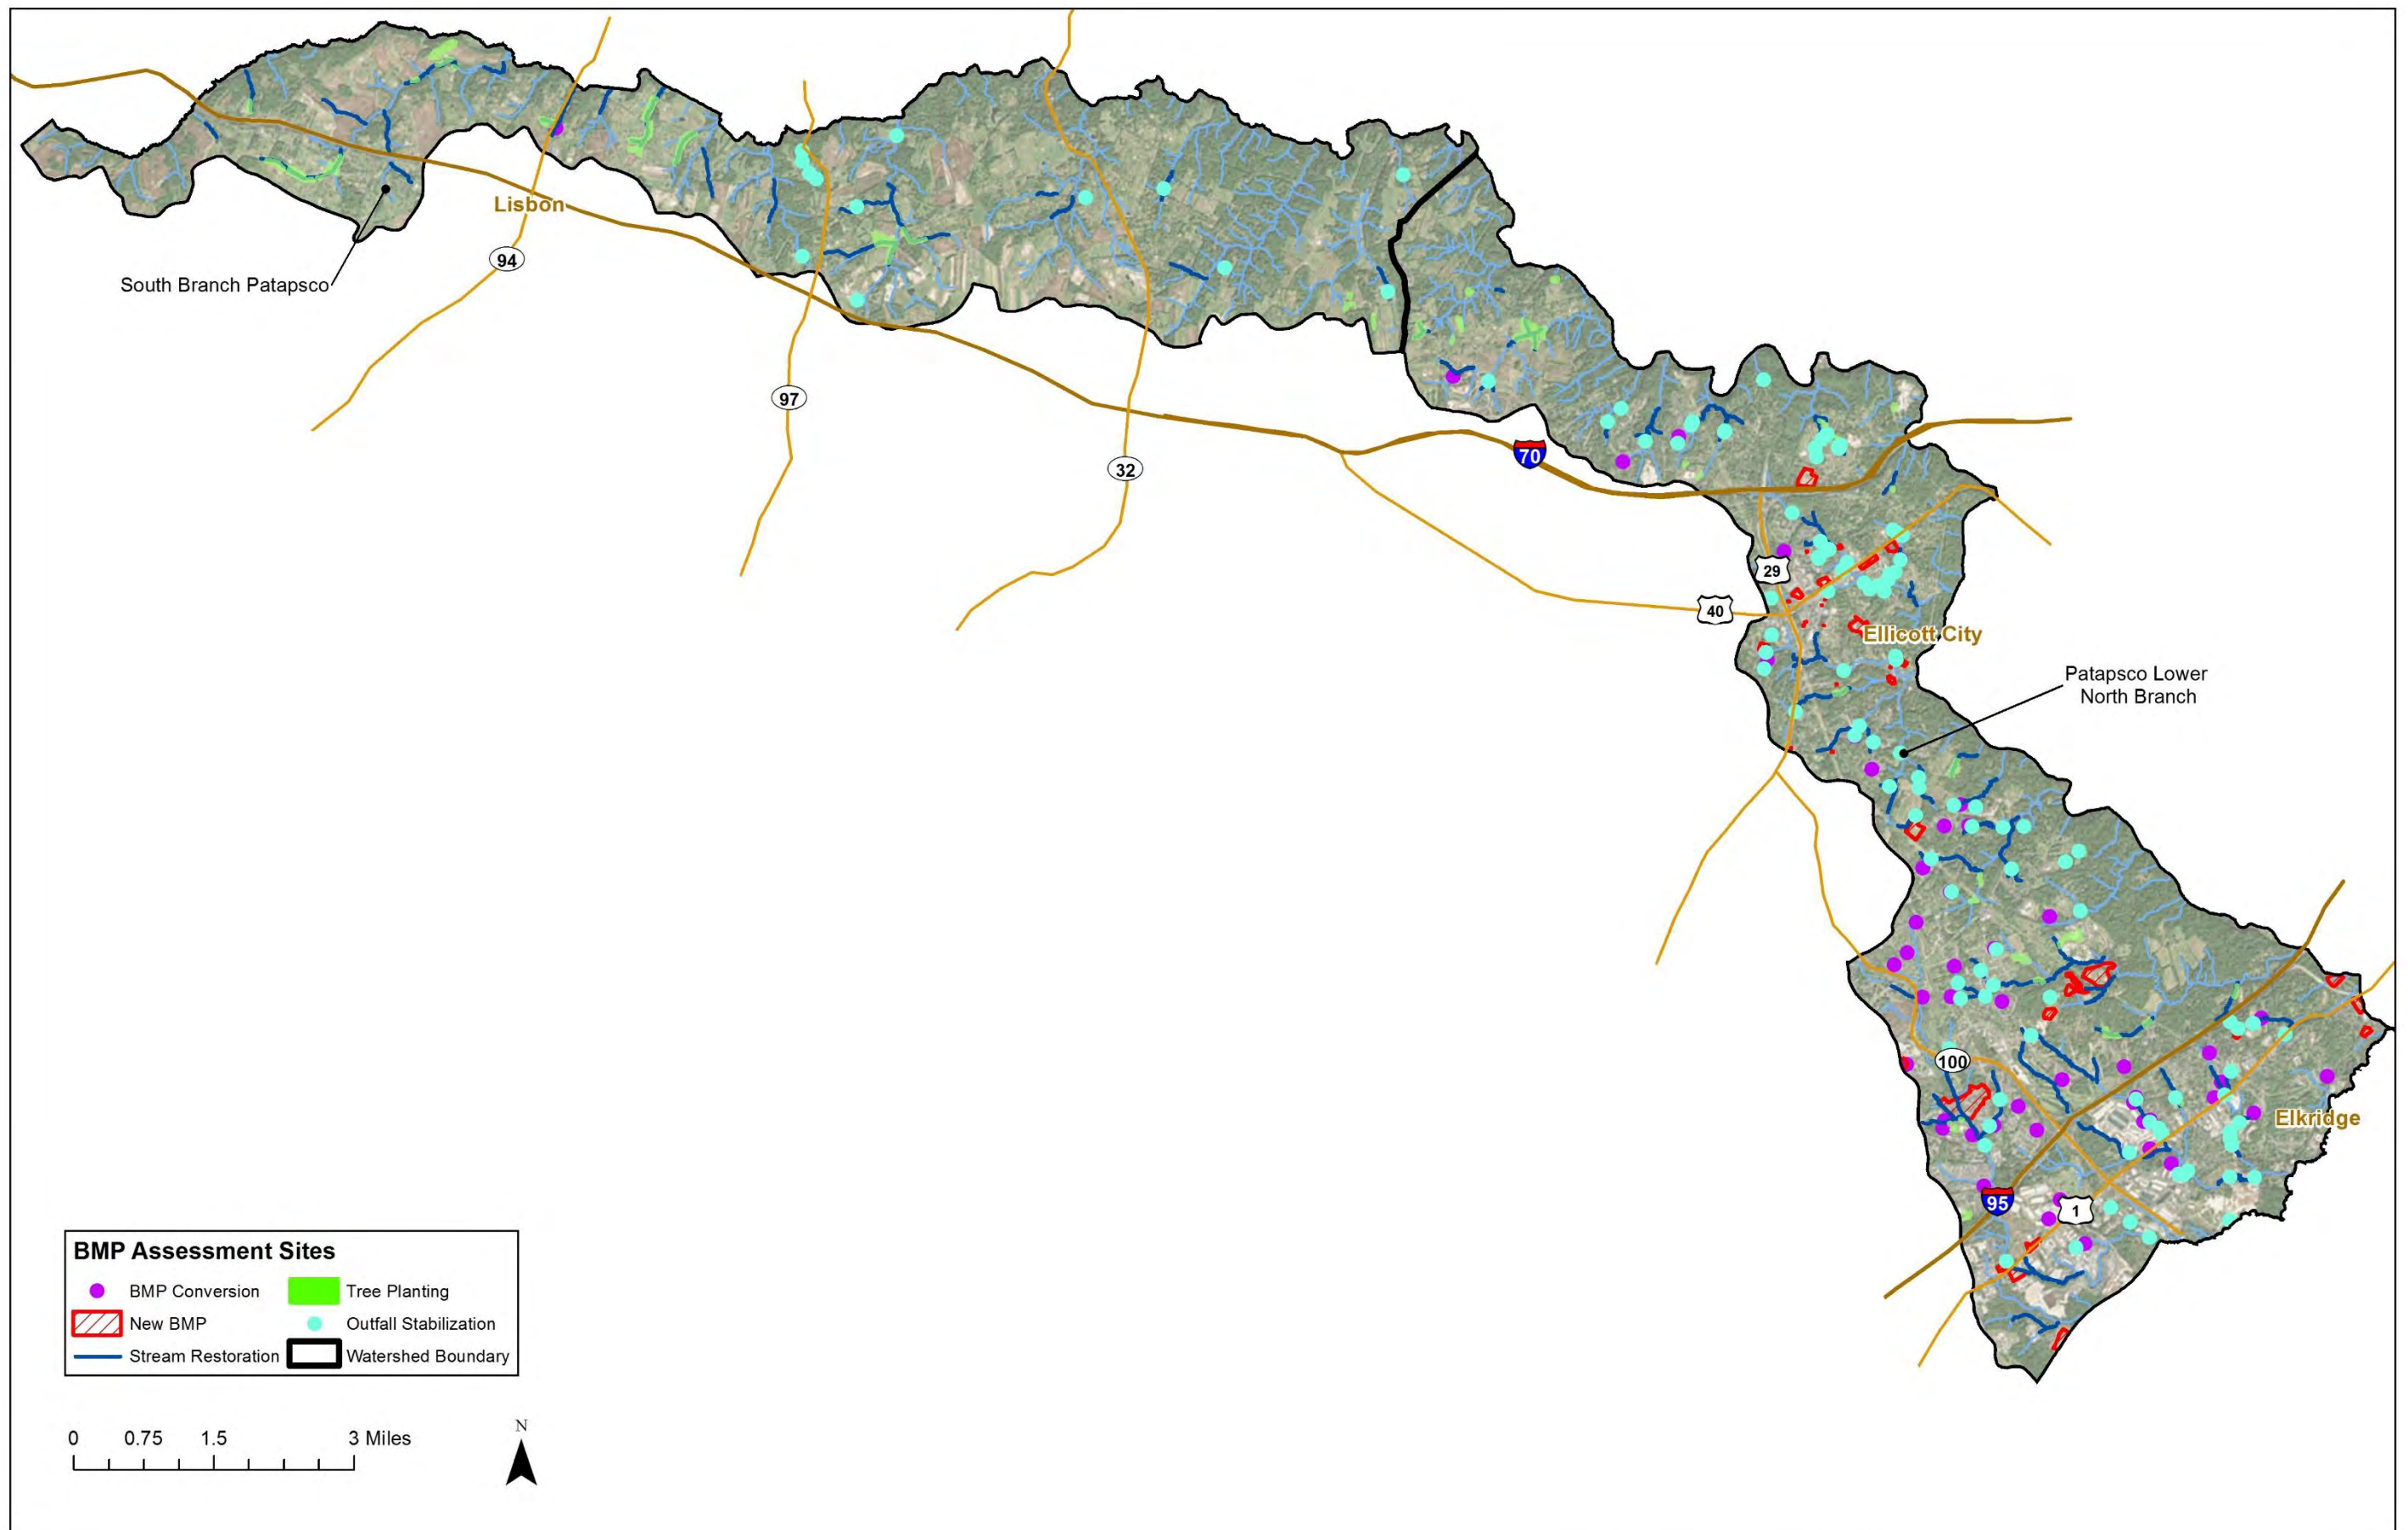 Lisbon
94
South Branch Patapsco
97
32
70
29
40
Ellicott City
Patapsco Lower
North Branch
100
Elkridge
95
1
BMP Assessment Sites
BMP Conversion
Tree Planting
New BMP
Outfall Stabilization
Stream Restoration
Watershed Boundary
N
0 0.75 1.5 3 Miles